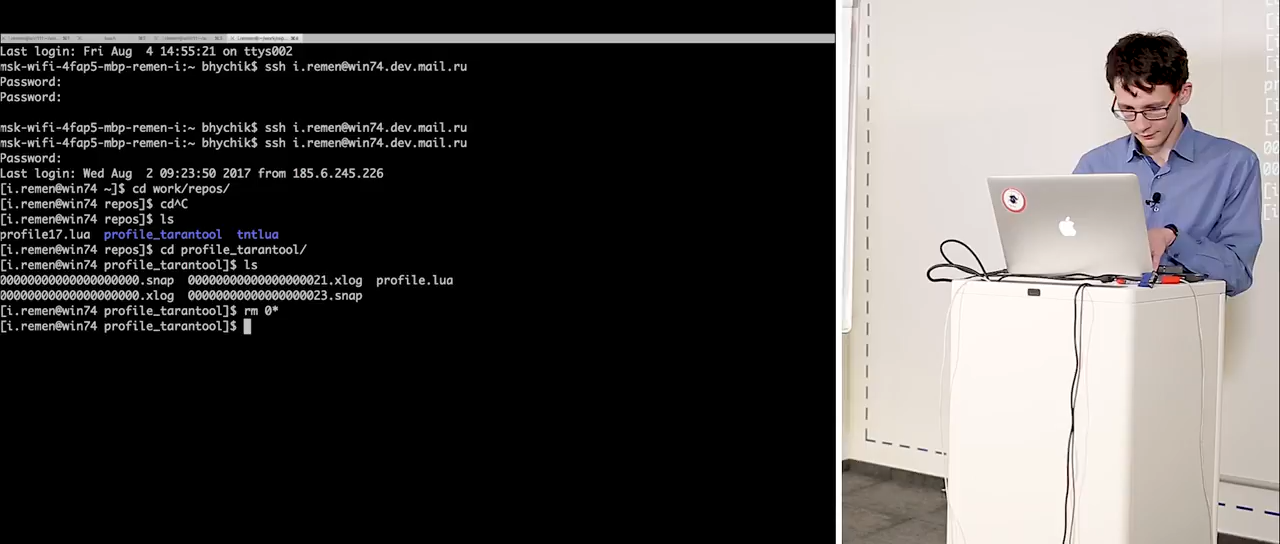 Last login: Fri Aug  4 14:55:21 on ttys002
msk-wifi-4fap5-mbp-remen-i:~ bhychik$ ssh i.remen@win74.dev.mail.ru
Password:
Password:
msk-wifi-4fap5-mbp-remen-i:~ bhychik$ ssh i.remen@win74.dev.mail.ru
msk-wifi-4fap5-mbp-remen-i:~ bhychik$ ssh i.remen@win74.dev.mail.ru
Password:
Last login: Wed Aug  2 09:23:50 2017 from 185.6.245.226
[i.remen@win74 ~]$ cd work/repos/
[i.remen@win74 repos]$ cd^C
[i.remen@win74 repos]$ ls
profile17.lua  profile_tarantool  tntlua
[i.remen@win74 repos]$ cd profile_tarantool/
[i.remen@win74 profile_tarantool]$ ls
00000000000000000000.snap  00000000000000000021.xlog  profile.lua
00000000000000000000.xlog  00000000000000000023.snap
[i.remen@win74 profile_tarantool]$ rm 0*
[i.remen@win74 profile_tarantool]$